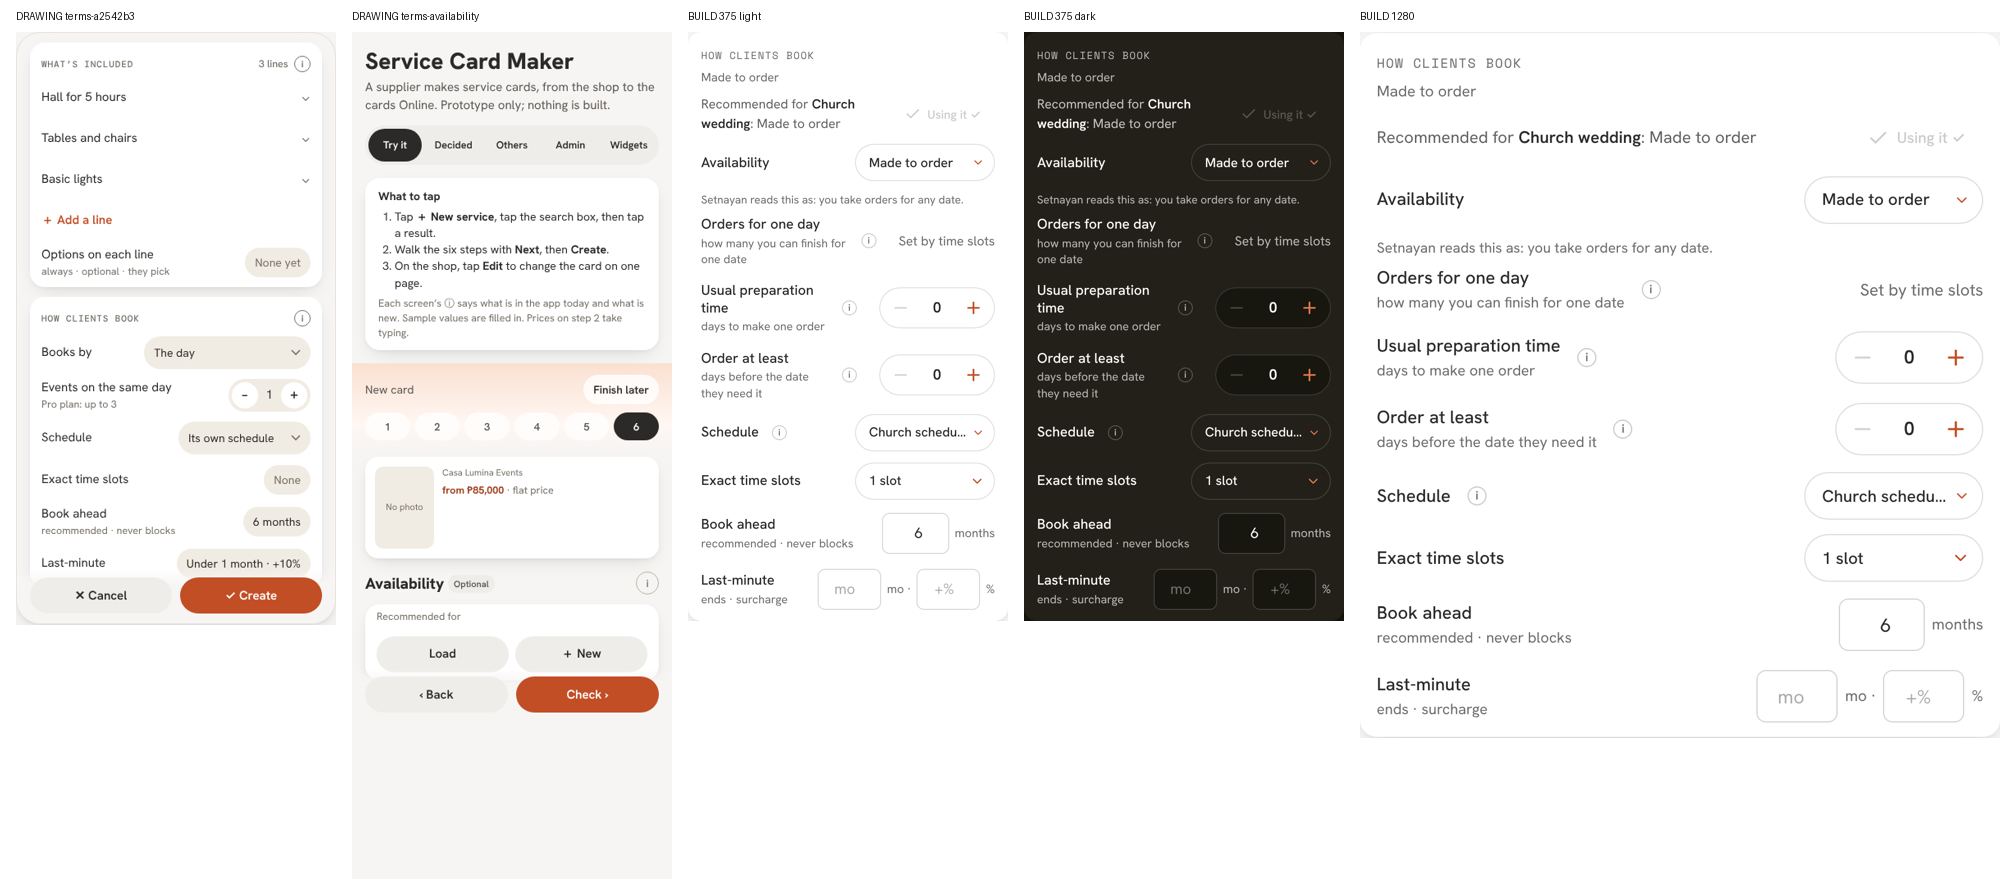 DRAWING terms-a2542b3
WHAT'S INCLUDED
3 lines
Hall for 5 hours
Tables and chairs
Basic lights
+ Add a line
Options on each line
always · optional · they pick
None yet
HOW CLIENTS BOOK
Books by
The day
Events on the same day
Pro plan: up to 3
− 1 +
Schedule
Its own schedule
Exact time slots
None
Book ahead
recommended · never blocks
6 months
Last-minute
Under 1 month · +10%
✕ Cancel
✓ Create
DRAWING terms-availability
Service Card Maker
A supplier makes service cards, from the shop to the
cards Online. Prototype only; nothing is built.
Try it
Decided
Others
Admin
Widgets
What to tap
1. Tap + New service, tap the search box, then tap
a result.
2. Walk the six steps with Next, then Create.
3. On the shop, tap Edit to change the card on one
page.
Each screen's ⓘ says what is in the app today and what is
new. Sample values are filled in. Prices on step 2 take
typing.
New card
Finish later
1
2
3
4
5
6
No photo
Casa Lumina Events
from ₱85,000 · flat price
Availability
Optional
Recommended for
Load
+ New
‹ Back
Check ›
BUILD 375 light
HOW CLIENTS BOOK
Made to order
Recommended for Church
wedding: Made to order
Using it ✓
Availability
Made to order
Setnayan reads this as: you take orders for any date.
Orders for one day
how many you can finish for
one date
Set by time slots
Usual preparation
time
days to make one order
− 0 +
Order at least
days before the date
they need it
− 0 +
Schedule
Church schedu...
Exact time slots
1 slot
Book ahead
recommended · never blocks
6
months
Last-minute
ends · surcharge
mo
mo ·
+%
%
BUILD 375 dark
HOW CLIENTS BOOK
Made to order
Recommended for Church
wedding: Made to order
Using it ✓
Availability
Made to order
Setnayan reads this as: you take orders for any date.
Orders for one day
how many you can finish for
one date
Set by time slots
Usual preparation
time
days to make one order
− 0 +
Order at least
days before the date
they need it
− 0 +
Schedule
Church schedu...
Exact time slots
1 slot
Book ahead
recommended · never blocks
6
months
Last-minute
ends · surcharge
mo
mo ·
+%
%
BUILD 1280
HOW CLIENTS BOOK
Made to order
Recommended for Church wedding: Made to order
Using it ✓
Availability
Made to order
Setnayan reads this as: you take orders for any date.
Orders for one day
how many you can finish for one date
Set by time slots
Usual preparation time
days to make one order
− 0 +
Order at least
days before the date they need it
− 0 +
Schedule
Church schedu...
Exact time slots
1 slot
Book ahead
recommended · never blocks
6
months
Last-minute
ends · surcharge
mo
mo ·
+%
%